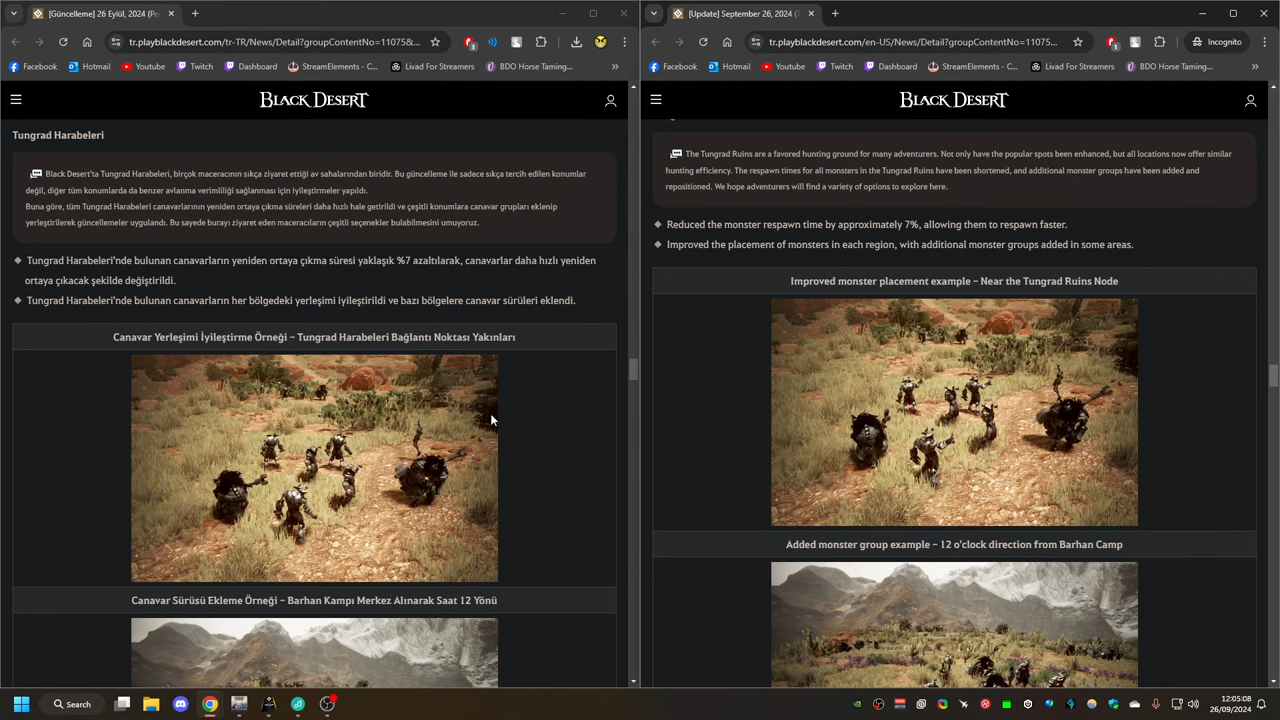 [Güncelleme] 26 Eylül, 2024 (Pe
tr.playblackdesert.com/tr-TR/News/Detail?groupContentNo=11075&...
Facebook
Hotmail
Youtube
Twitch
Dashboard
StreamElements - C...
Livad For Streamers
BDO Horse Taming...
BLACK DESERT
Tungrad Harabeleri
Black Desert'ta Tungrad Harabeleri, birçok maceracının sıkça ziyaret ettiği av sahalarından biridir. Bu güncelleme ile sadece sıkça tercih edilen konumlar
değil, diğer tüm konumlarda da benzer avlanma verimliliği sağlanması için iyileştirmeler yapıldı.
Buna göre, tüm Tungrad Harabeleri canavarlarının yeniden ortaya çıkma süreleri daha hızlı hale getirildi ve çeşitli konumlara canavar grupları eklenip
yerleştirilerek güncellemeler uygulandı. Bu sayede burayı ziyaret eden maceracıların çeşitli seçenekler bulabilmesini umuyoruz.
Tungrad Harabeleri'nde bulunan canavarların yeniden ortaya çıkma süresi yaklaşık %7 azaltılarak, canavarlar daha hızlı yeniden
ortaya çıkacak şekilde değiştirildi.
Tungrad Harabeleri'nde bulunan canavarların her bölgedeki yerleşimi iyileştirildi ve bazı bölgelere canavar sürüleri eklendi.
Canavar Yerleşimi İyileştirme Örneği – Tungrad Harabeleri Bağlantı Noktası Yakınları
Canavar Sürüsü Ekleme Örneği – Barhan Kampı Merkez Alınarak Saat 12 Yönü
[Update] September 26, 2024 (T
tr.playblackdesert.com/en-US/News/Detail?groupContentNo=11075...
Incognito
Facebook
Hotmail
Youtube
Twitch
Dashboard
StreamElements - C...
Livad For Streamers
BDO Horse Taming...
BLACK DESERT
The Tungrad Ruins are a favored hunting ground for many adventurers. Not only have the popular spots been enhanced, but all locations now offer similar
hunting efficiency. The respawn times for all monsters in the Tungrad Ruins have been shortened, and additional monster groups have been added and
repositioned. We hope adventurers will find a variety of options to explore here.
Reduced the monster respawn time by approximately 7%, allowing them to respawn faster.
Improved the placement of monsters in each region, with additional monster groups added in some areas.
Improved monster placement example – Near the Tungrad Ruins Node
Added monster group example – 12 o'clock direction from Barhan Camp
Search
12:05:08
26/09/2024